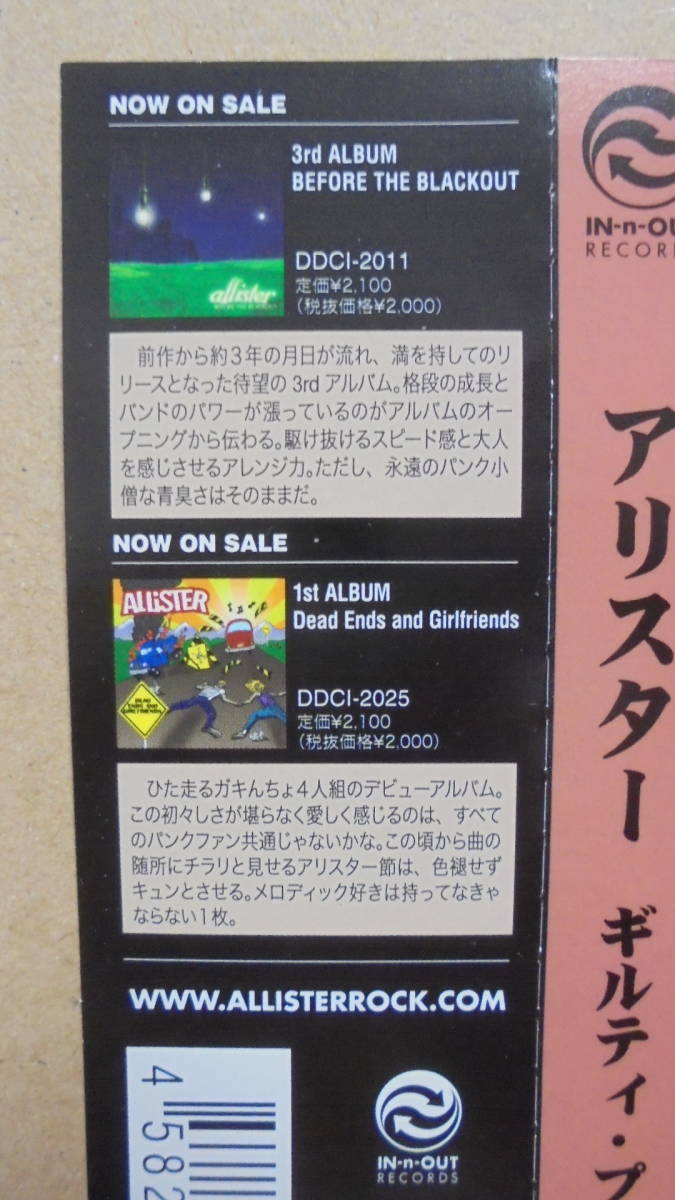 NOW ON SALE
allister
3rd ALBUM
BEFORE THE BLACKOUT
DDCI-2011
定価¥2,100
(税抜価格¥2,000)
前作から約3年の月日が流れ、満を持してのリ
リースとなった待望の3rdアルバム。格段の成長と
バンドのパワーが漲っているのがアルバムのオー
プニングから伝わる。駆け抜けるスピード感と大人
を感じさせるアレンジ力。ただし、永遠のパンク小
僧な青臭さはそのままだ。
NOW ON SALE
ALLiSTER
DEAD
ENDS AND
GIRLFRIENDS
1st ALBUM
Dead Ends and Girlfriends
DDCI-2025
定価¥2,100
(税抜価格¥2,000)
ひた走るガキんちょ4人組のデビューアルバム。
この初々しさが堪らなく愛しく感じるのは、すべて
のパンクファン共通じゃないかな。この頃から曲の
随所にチラリと見せるアリスター節は、色褪せず
キュンとさせる。メロディック好きは持ってなきゃ
ならない1枚。
WWW.ALLISTERROCK.COM
4 582
IN-n-OUT
RECORDS
IN-n-OU
RECOR
アリスター ギルティ・プ